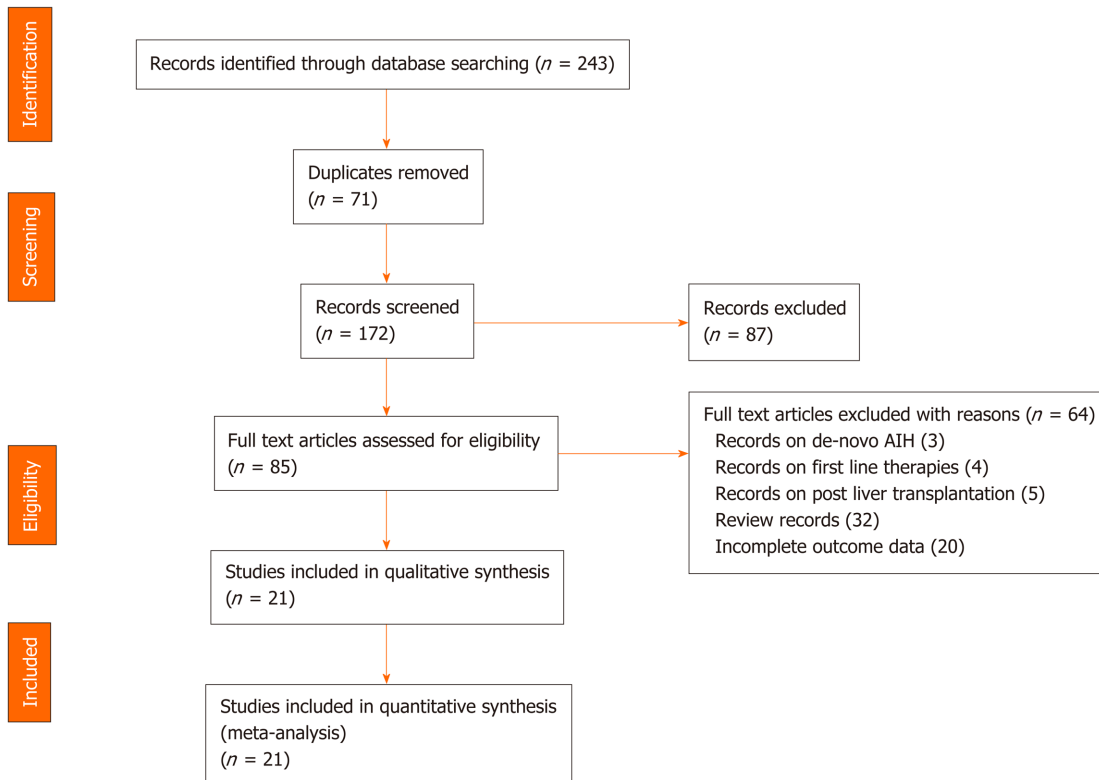 Identification
Records identified through database searching (n = 243)
Duplicates removed
(n = 71)
Screening
Records screened
(n = 172)
Records excluded
(n = 87)
Eligibility
Full text articles assessed for eligibility
(n = 85)
Full text articles excluded with reasons (n = 64)
Records on de-novo AIH (3)
Records on first line therapies (4)
Records on post liver transplantation (5)
Review records (32)
Incomplete outcome data (20)
Studies included in qualitative synthesis
(n = 21)
Included
Studies included in quantitative synthesis
(meta-analysis)
(n = 21)